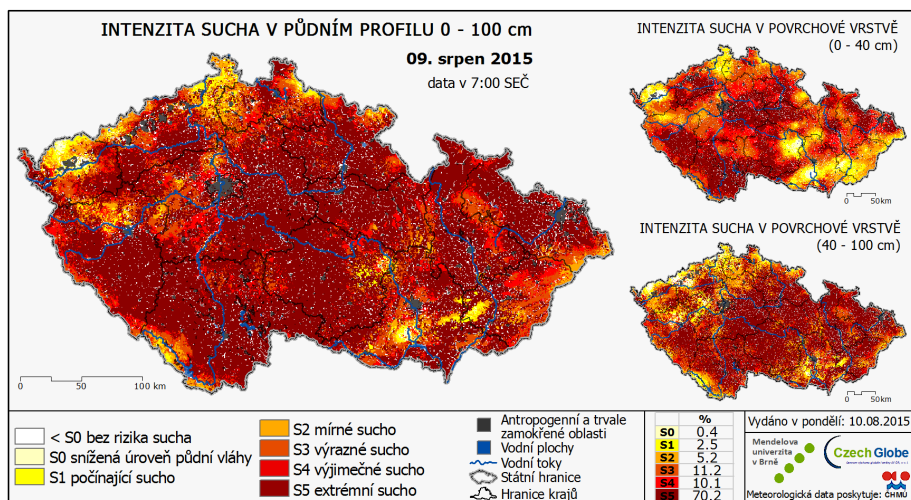 INTENZITA SUCHA V PŮDNÍM PROFILU 0 - 100 cm
09. srpen 2015
data v 7:00 SEČ
0 50 100 km
INTENZITA SUCHA V POVRCHOVÉ VRSTVĚ
(0 - 40 cm)
0 50km
INTENZITA SUCHA V POVRCHOVÉ VRSTVĚ
(40 - 100 cm)
0 50km
< S0 bez rizika sucha
S0 snížená úroveň půdní vláhy
S1 počínající sucho
S2 mírné sucho
S3 výrazné sucho
S4 výjimečné sucho
S5 extrémní sucho
Antropogenní a trvale
zamokřené oblasti
Vodní plochy
Vodní toky
Státní hranice
Hranice krajů
%
S0 0.4
S1 2.5
S2 5.2
S3 11.2
S4 10.1
S5 70.2
Vydáno v pondělí: 10.08.2015
Mendelova
univerzita
v Brně
CzechGlobe
Meteorologická data poskytuje: ČHMÚ